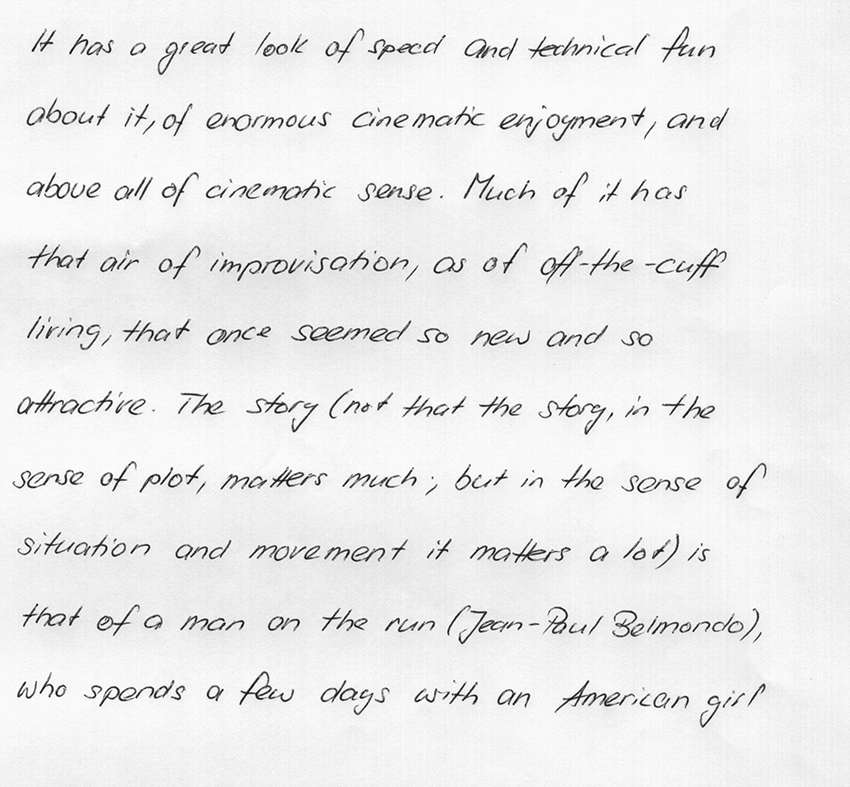 It has a great look of speed and technical fun
about it, of enormous cinematic enjoyment, and
above all of cinematic sense. Much of it has
that air of improvisation, as of off-the-cuff
living, that once seemed so new and so
attractive. The story (not that the story, in the
sense of plot, matters much; but in the sense of
situation and movement it matters a lot) is
that of a man on the run (Jean-Paul Belmondo),
who spends a few days with an American girl